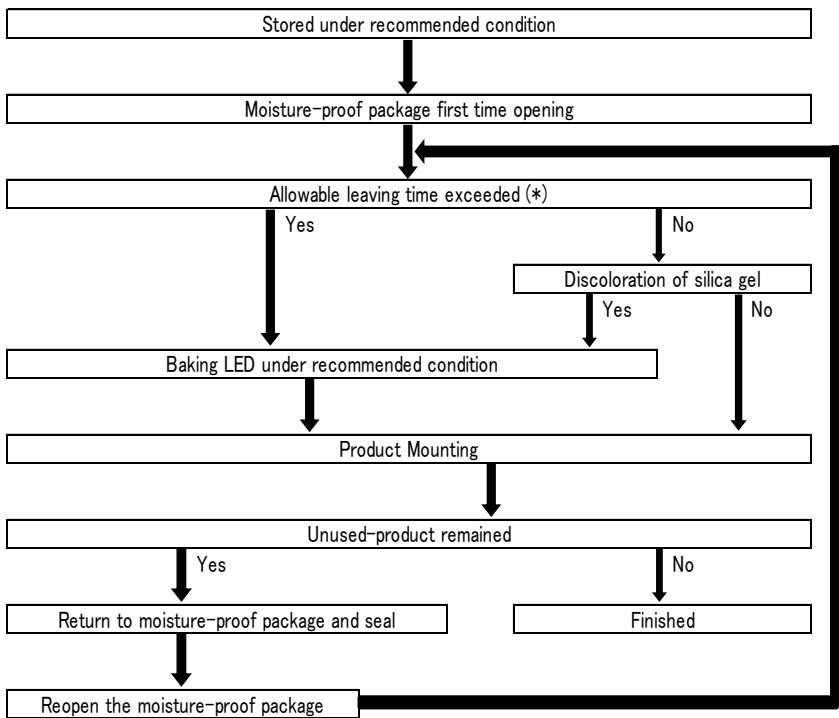 Stored under recommended condition
Moisture-proof package first time opening
Allowable leaving time exceeded (*)
Yes
No
Discoloration of silica gel
Yes
No
Baking LED under recommended condition
Product Mounting
Unused-product remained
Yes
No
Return to moisture-proof package and seal
Finished
Reopen the moisture-proof package